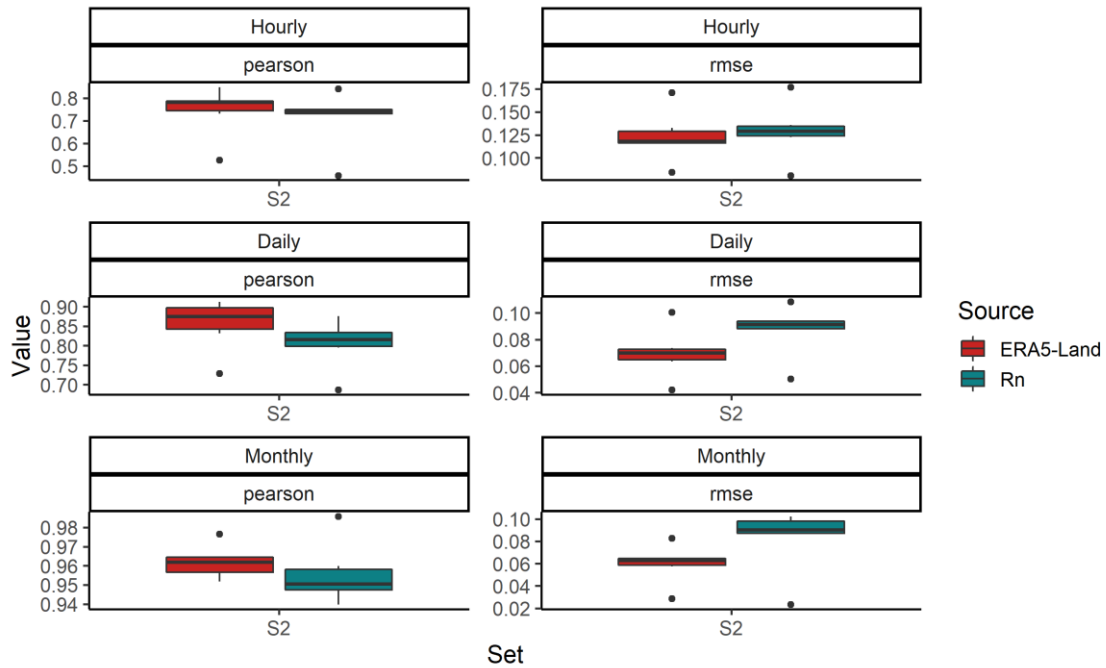 Hourly
pearson
0.8
0.7
0.6
0.5
S2
Hourly
rmse
0.175
0.150
0.125
0.100
S2
Daily
pearson
0.90
0.85
0.80
0.75
0.70
S2
Daily
rmse
0.10
0.08
0.06
0.04
S2
Monthly
pearson
0.98
0.97
0.96
0.95
0.94
S2
Monthly
rmse
0.10
0.08
0.06
0.04
0.02
S2
Value
Set
Source
ERA5-Land
Rn